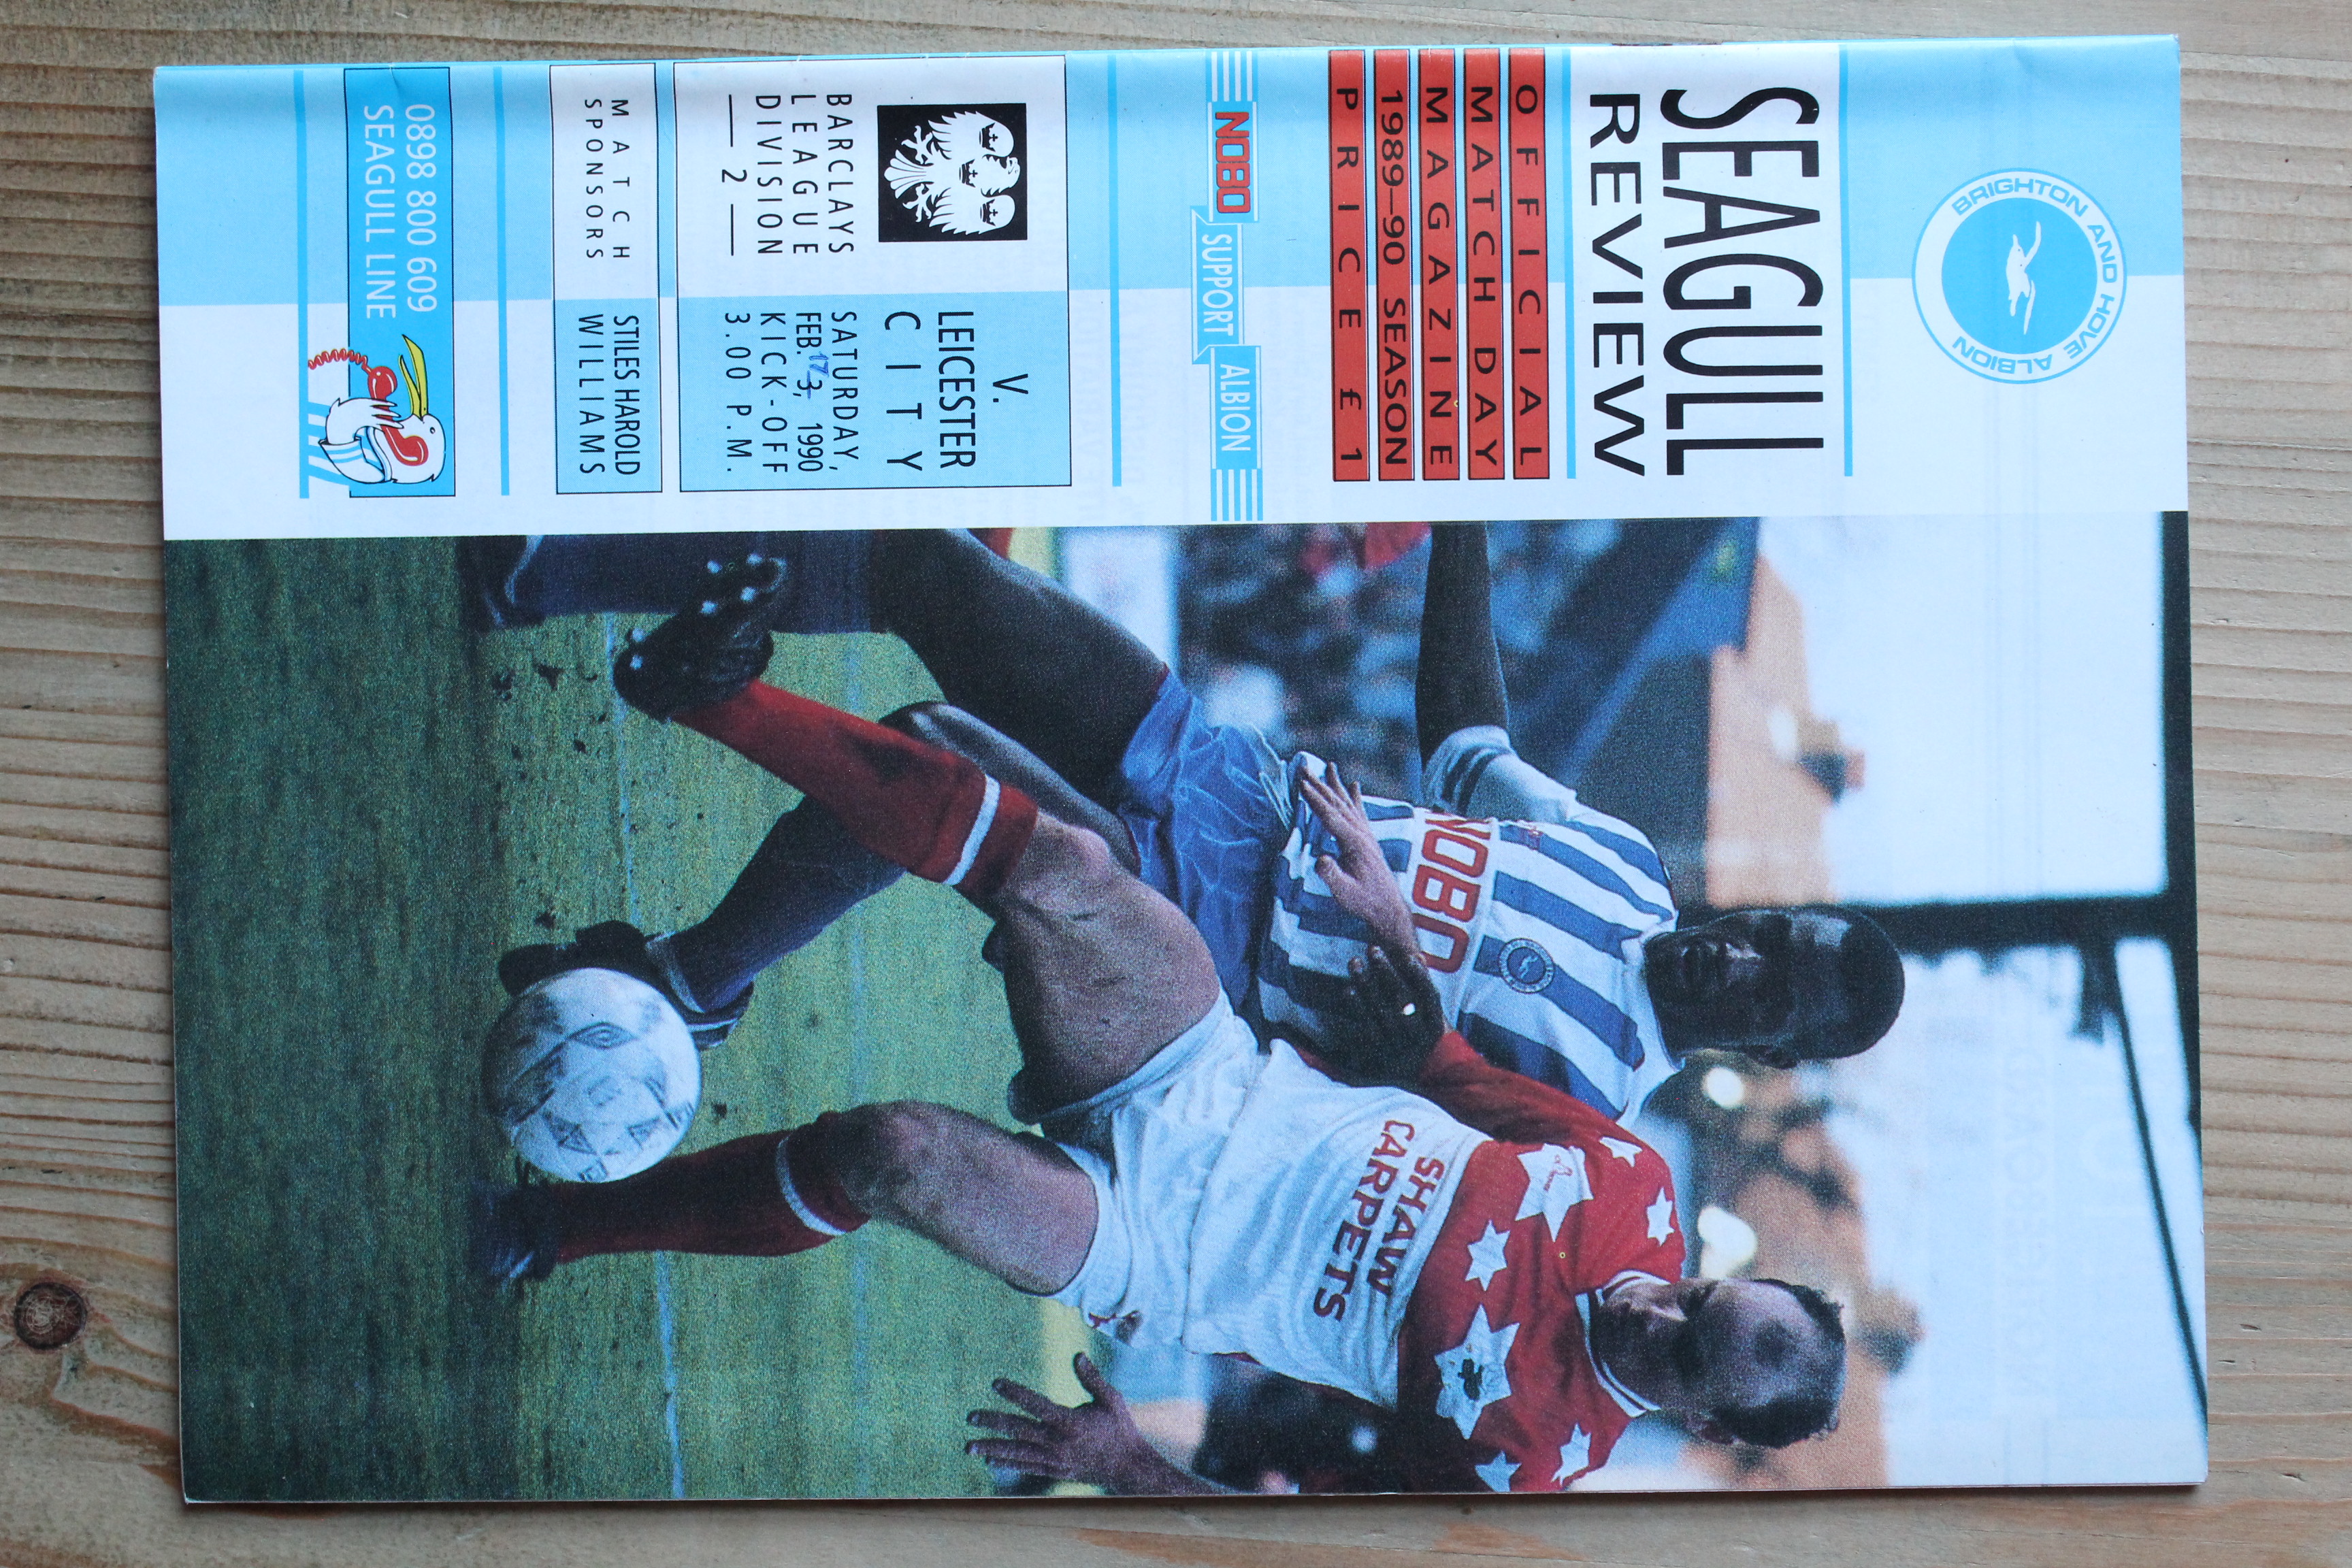 BRIGHTON AND HOVE ALBION
SEAGULL
REVIEW
OFFICIAL
MATCH DAY
MAGAZINE
1989-90 SEASON
PRICE £1
NOBO
SUPPORT
ALBION
V.
LEICESTER
CITY
BARCLAYS
LEAGUE
DIVISION
— 2 —
SATURDAY,
FEB. 17 3, 1990
KICK-OFF
3.00 P.M.
MATCH
SPONSORS
STILES HAROLD
WILLIAMS
0898 800 609
SEAGULL LINE
NOBO
SHAW
CARPETS